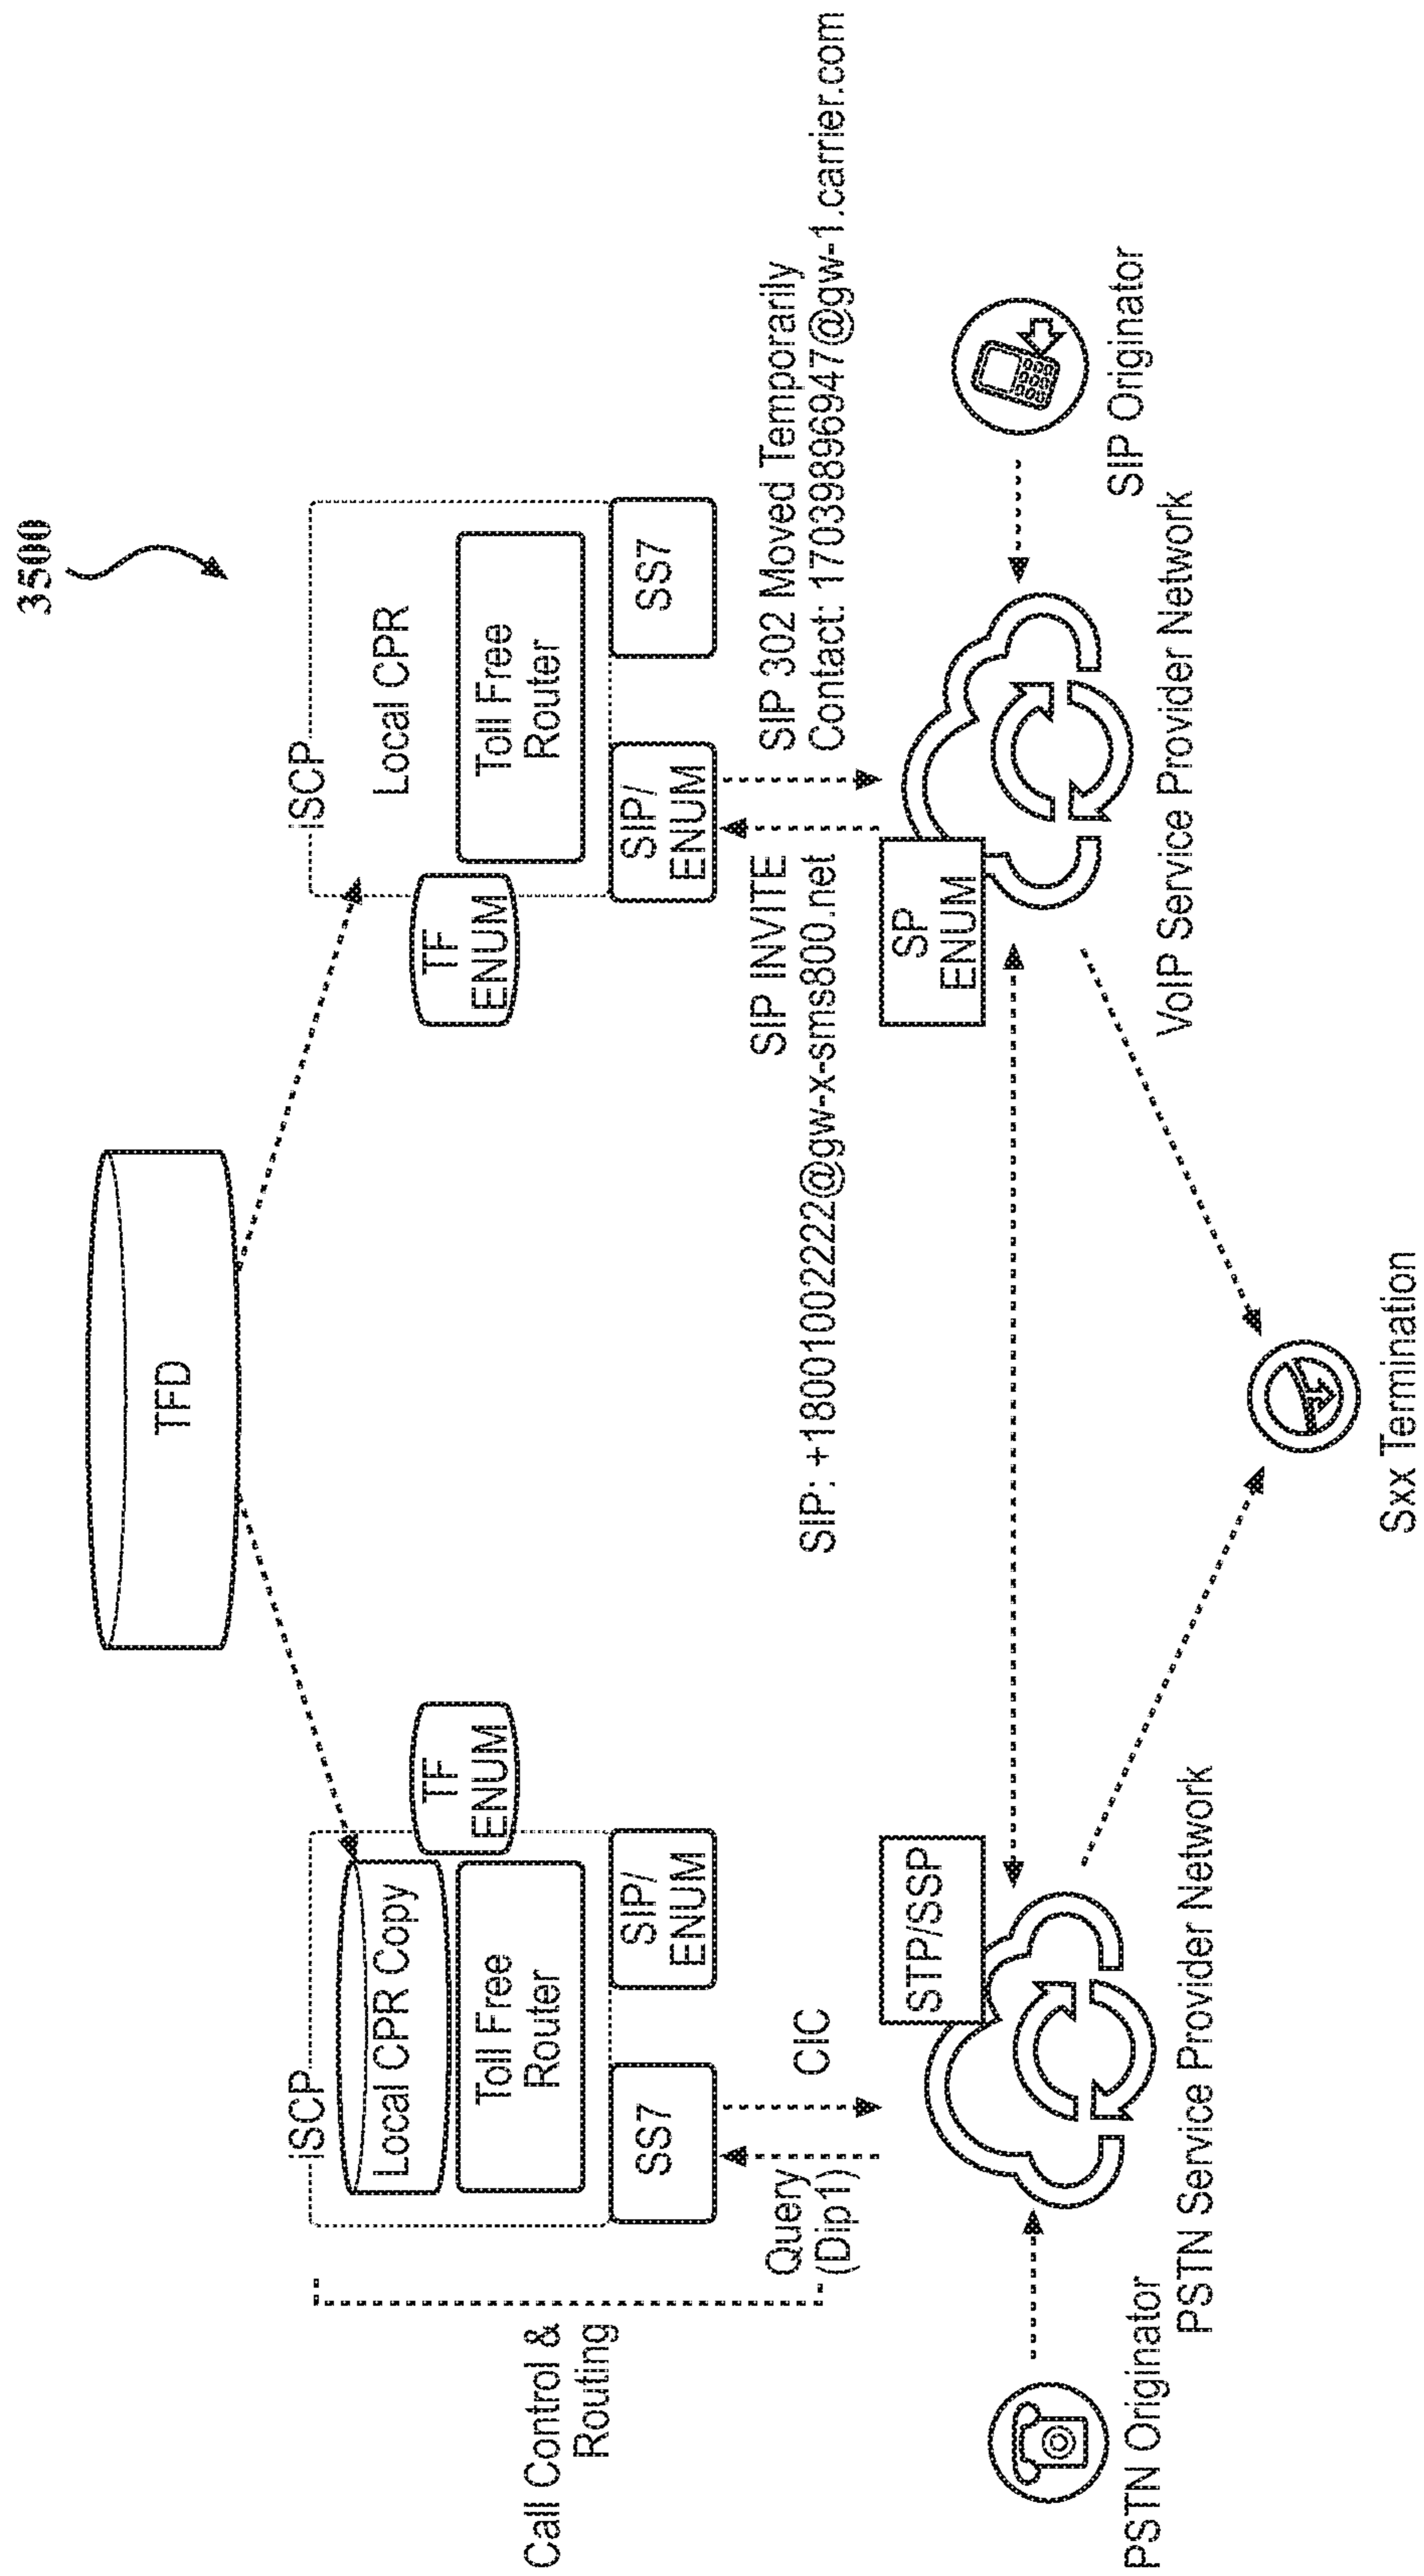 3500
TFD
iSCP
Local CPR Copy
Toll Free
Router
TF
ENUM
SS7
SIP/
ENUM
iSCP
Local CPR
Toll Free
Router
TF
ENUM
SIP/
ENUM
SS7
Call Control &
Routing
Query
(Dip1)
CIC
SIP INVITE
SIP: +18001002222@gw-x-sms800.net
SIP 302 Moved Temporarily
Contact: 17039896947@gw-1.carrier.com
STP/SSP
SP
ENUM
PSTN Originator
PSTN Service Provider Network
VoIP Service Provider Network
SIP Originator
Sxx Termination